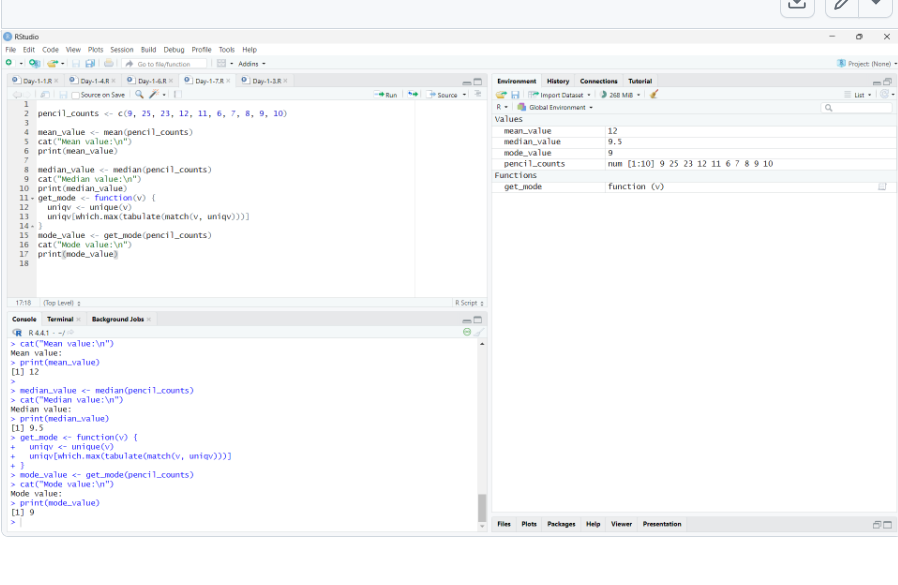 RStudio
File Edit Code View Plots Session Build Debug Profile Tools Help
Go to file/function Addins Project: (None)
Day-1-1.R Day-1-4.R Day-1-6.R Day-1-7.R Day-1-3.R
Source on Save Run Source
1
2 pencil_counts <- c(9, 25, 23, 12, 11, 6, 7, 8, 9, 10)
3
4 mean_value <- mean(pencil_counts)
5 cat("Mean value:\n")
6 print(mean_value)
7
8 median_value <- median(pencil_counts)
9 cat("Median value:\n")
10 print(median_value)
11 get_mode <- function(v) {
12 uniqv <- unique(v)
13 uniqv[which.max(tabulate(match(v, uniqv)))]
14 }
15 mode_value <- get_mode(pencil_counts)
16 cat("Mode value:\n")
17 print(mode_value)
18
17:18 (Top Level) R Script
Console Terminal Background Jobs
R 4.4.1 · ~/
> cat("Mean value:\n")
Mean value:
> print(mean_value)
[1] 12
>
> median_value <- median(pencil_counts)
> cat("Median value:\n")
Median value:
> print(median_value)
[1] 9.5
> get_mode <- function(v) {
+ uniqv <- unique(v)
+ uniqv[which.max(tabulate(match(v, uniqv)))]
+ }
> mode_value <- get_mode(pencil_counts)
> cat("Mode value:\n")
Mode value:
> print(mode_value)
[1] 9
>
Environment History Connections Tutorial
Import Dataset 268 MiB List
R Global Environment
Values
mean_value 12
median_value 9.5
mode_value 9
pencil_counts num [1:10] 9 25 23 12 11 6 7 8 9 10
Functions
get_mode function (v)
Files Plots Packages Help Viewer Presentation